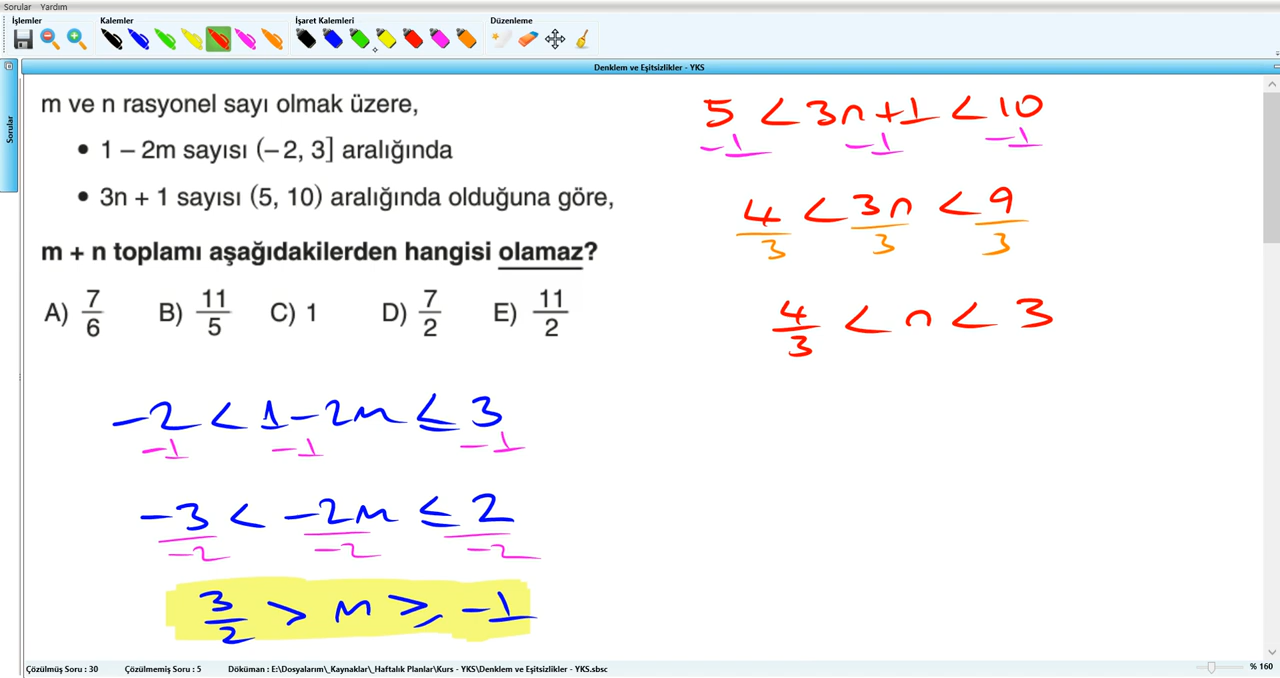 Sorular Yardım
İşlemler Kalemler İşaret Kalemleri Düzenleme
Denklem ve Eşitsizlikler - YKS
Sorular
m ve n rasyonel sayı olmak üzere,
• 1 – 2m sayısı (– 2, 3] aralığında
• 3n + 1 sayısı (5, 10) aralığında olduğuna göre,
m + n toplamı aşağıdakilerden hangisi olamaz?
A) 7/6 B) 11/5 C) 1 D) 7/2 E) 11/2
-2 < 1-2m ≤ 3
-1 -1 -1
-3 < -2m ≤ 2
-2 -2 -2
3/2 > m ≥ -1
5 < 3n+1 < 10
-1 -1 -1
4 < 3n < 9
3 3 3
4/3 < n < 3
Çözülmüş Soru : 30 Çözülmemiş Soru : 5 Döküman : E:\Dosyalarım\_Kaynaklar\_Haftalık Planlar\Kurs - YKS\Denklem ve Eşitsizlikler - YKS.sbsc % 160